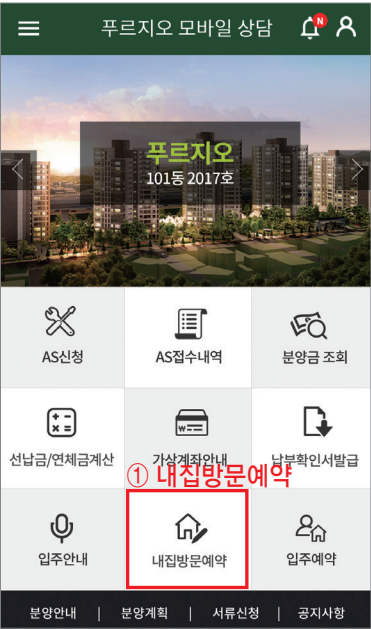 푸르지오 모바일 상담
N
푸르지오
101동 2017호
AS신청
AS접수내역
분양금 조회
선납금/연체금계산
가상계좌안내
납부확인서발급
① 내집방문예약
입주안내
내집방문예약
입주예약
분양안내 | 분양계획 | 서류신청 | 공지사항